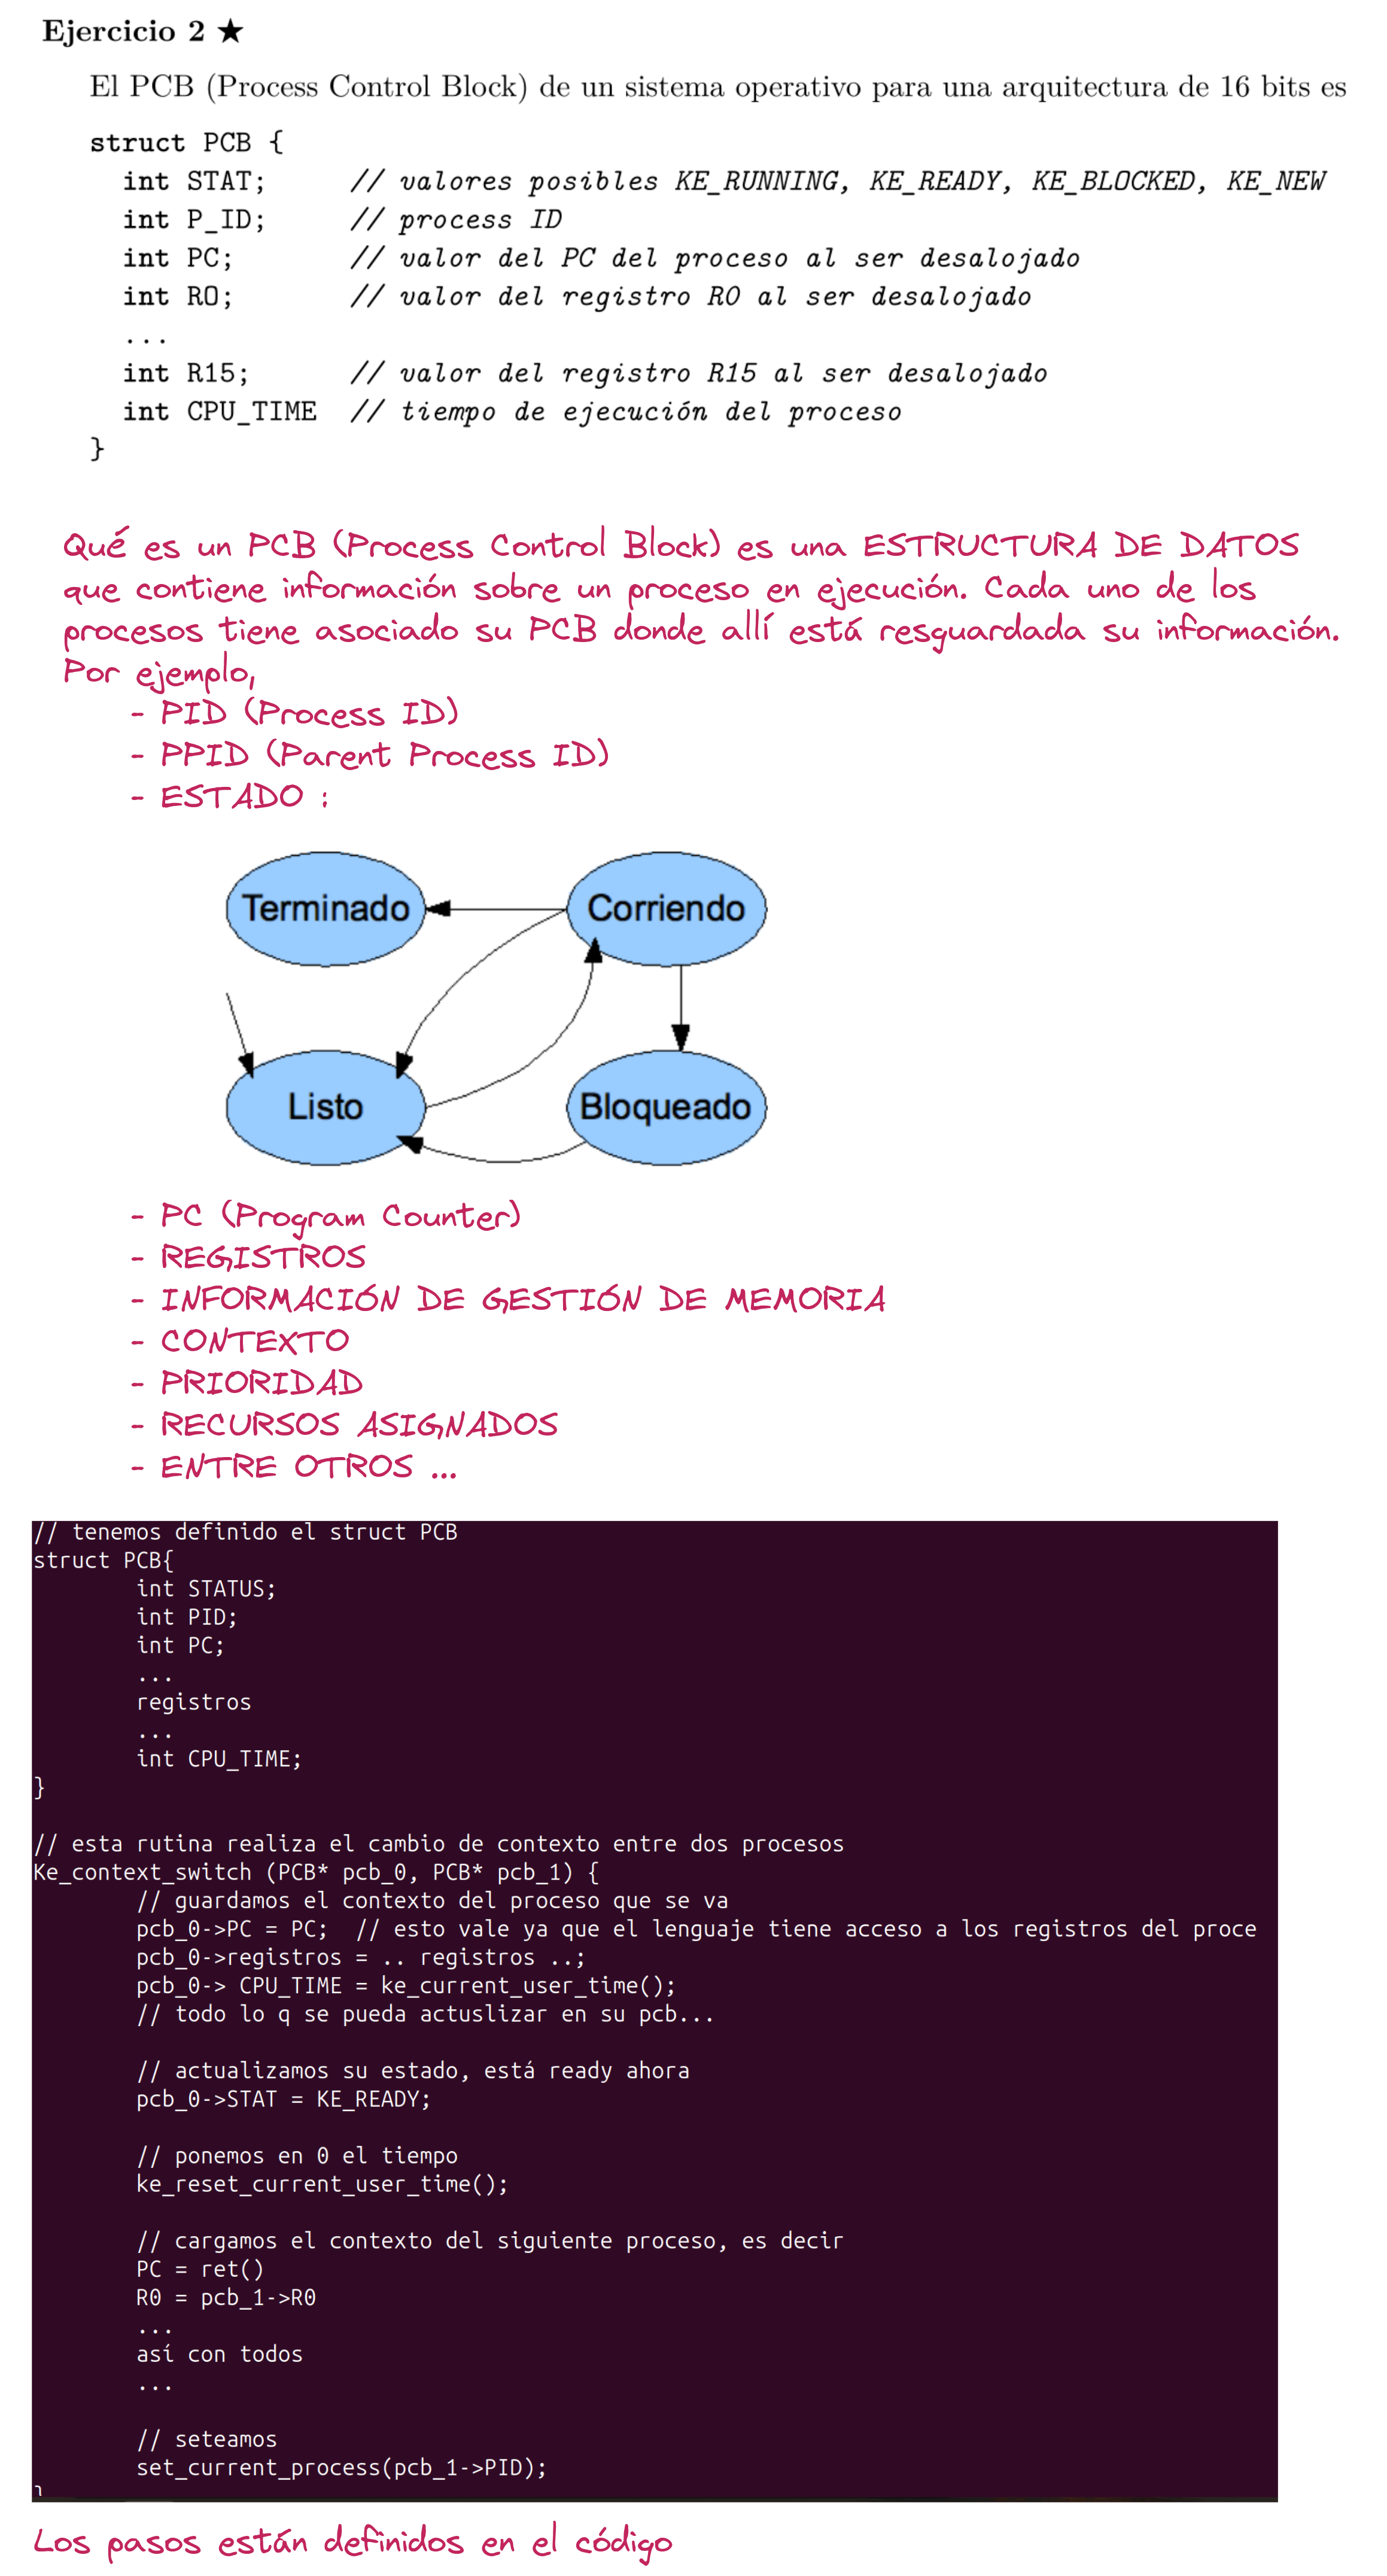 Ejercicio 2 ★
El PCB (Process Control Block) de un sistema operativo para una arquitectura de 16 bits es
struct PCB {
int STAT; // valores posibles KE_RUNNING, KE_READY, KE_BLOCKED, KE_NEW
int P_ID; // process ID
int PC; // valor del PC del proceso al ser desalojado
int R0; // valor del registro R0 al ser desalojado
...
int R15; // valor del registro R15 al ser desalojado
int CPU_TIME // tiempo de ejecución del proceso
}
Qué es un PCB (Process Control Block) es una ESTRUCTURA DE DATOS
que contiene información sobre un proceso en ejecución. Cada uno de los
procesos tiene asociado su PCB donde allí está resguardada su información.
Por ejemplo,
- PID (Process ID)
- PPID (Parent Process ID)
- ESTADO :
Terminado
Corriendo
Listo
Bloqueado
- PC (Program Counter)
- REGISTROS
- INFORMACIÓN DE GESTIÓN DE MEMORIA
- CONTEXTO
- PRIORIDAD
- RECURSOS ASIGNADOS
- ENTRE OTROS ...
// tenemos definido el struct PCB
struct PCB{
int STATUS;
int PID;
int PC;
...
registros
...
int CPU_TIME;
}
// esta rutina realiza el cambio de contexto entre dos procesos
Ke_context_switch (PCB* pcb_0, PCB* pcb_1) {
// guardamos el contexto del proceso que se va
pcb_0->PC = PC; // esto vale ya que el lenguaje tiene acceso a los registros del proce
pcb_0->registros = .. registros ..;
pcb_0-> CPU_TIME = ke_current_user_time();
// todo lo q se pueda actuslizar en su pcb...
// actualizamos su estado, está ready ahora
pcb_0->STAT = KE_READY;
// ponemos en 0 el tiempo
ke_reset_current_user_time();
// cargamos el contexto del siguiente proceso, es decir
PC = ret()
R0 = pcb_1->R0
...
así con todos
...
// seteamos
set_current_process(pcb_1->PID);
}
Los pasos están definidos en el código